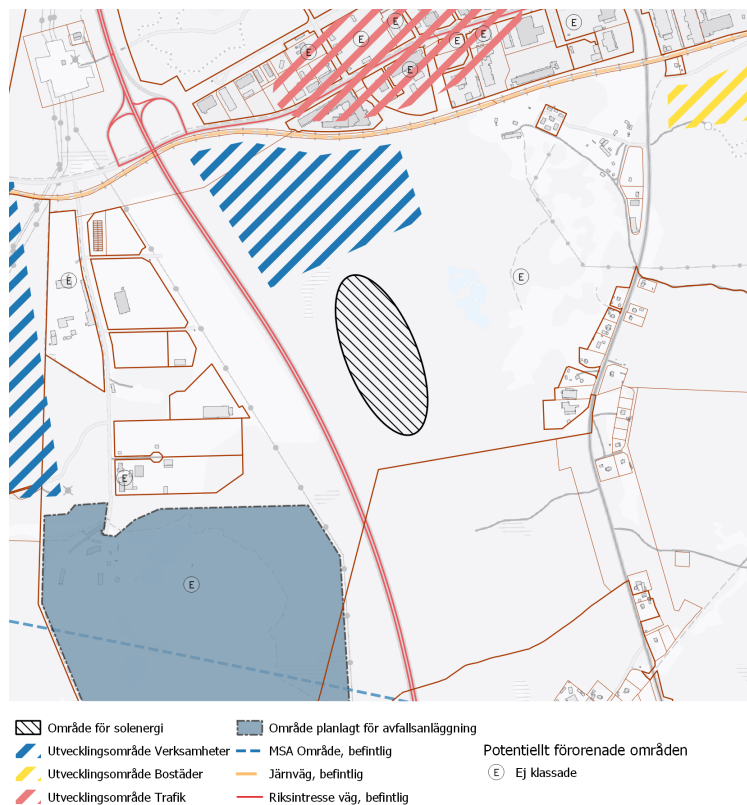 E
E
E
E
E
E
E
E
E
E
E
E
Område för solenergi
Utvecklingsområde Verksamheter
Utvecklingsområde Bostäder
Utvecklingsområde Trafik
Område planlagt för avfallsanläggning
MSA Område, befintlig
Järnväg, befintlig
Riksintresse väg, befintlig
Potentiellt förorenade områden
E Ej klassade